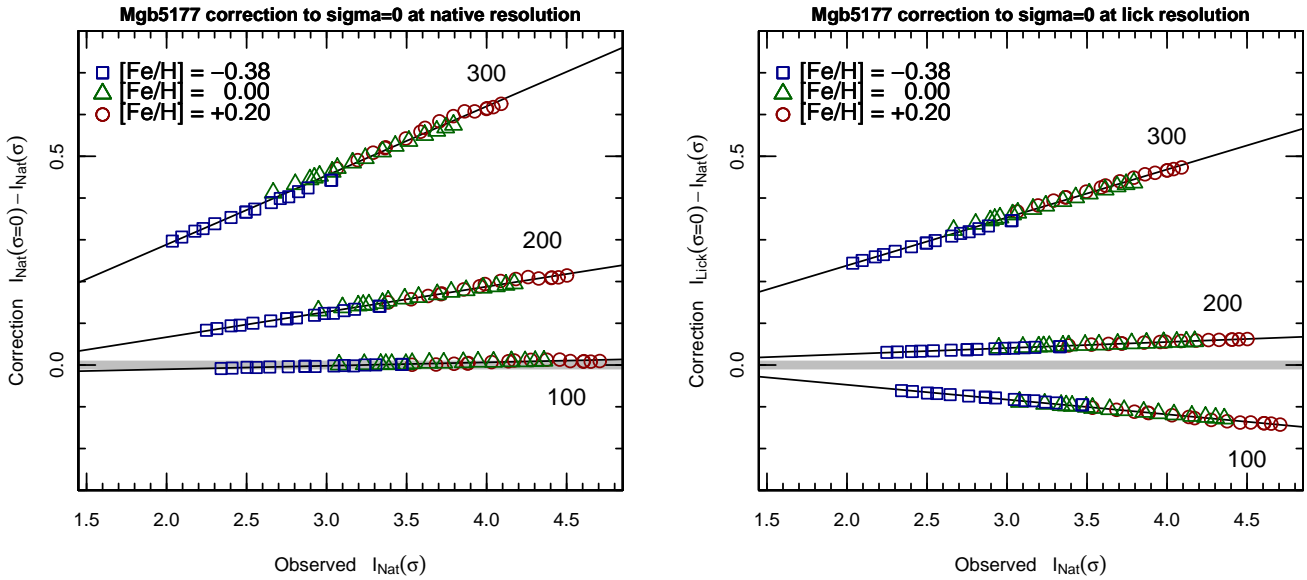 Mgb5177 correction to sigma=0 at native resolution
[Fe/H] = −0.38
[Fe/H] = 0.00
[Fe/H] = +0.20
300
200
100
0.5
0.0
Correction I_Nat(σ=0) − I_Nat(σ)
1.5 2.0 2.5 3.0 3.5 4.0 4.5
Observed I_Nat(σ)
Mgb5177 correction to sigma=0 at lick resolution
[Fe/H] = −0.38
[Fe/H] = 0.00
[Fe/H] = +0.20
300
200
100
0.5
0.0
Correction I_Lick(σ=0) − I_Nat(σ)
1.5 2.0 2.5 3.0 3.5 4.0 4.5
Observed I_Nat(σ)